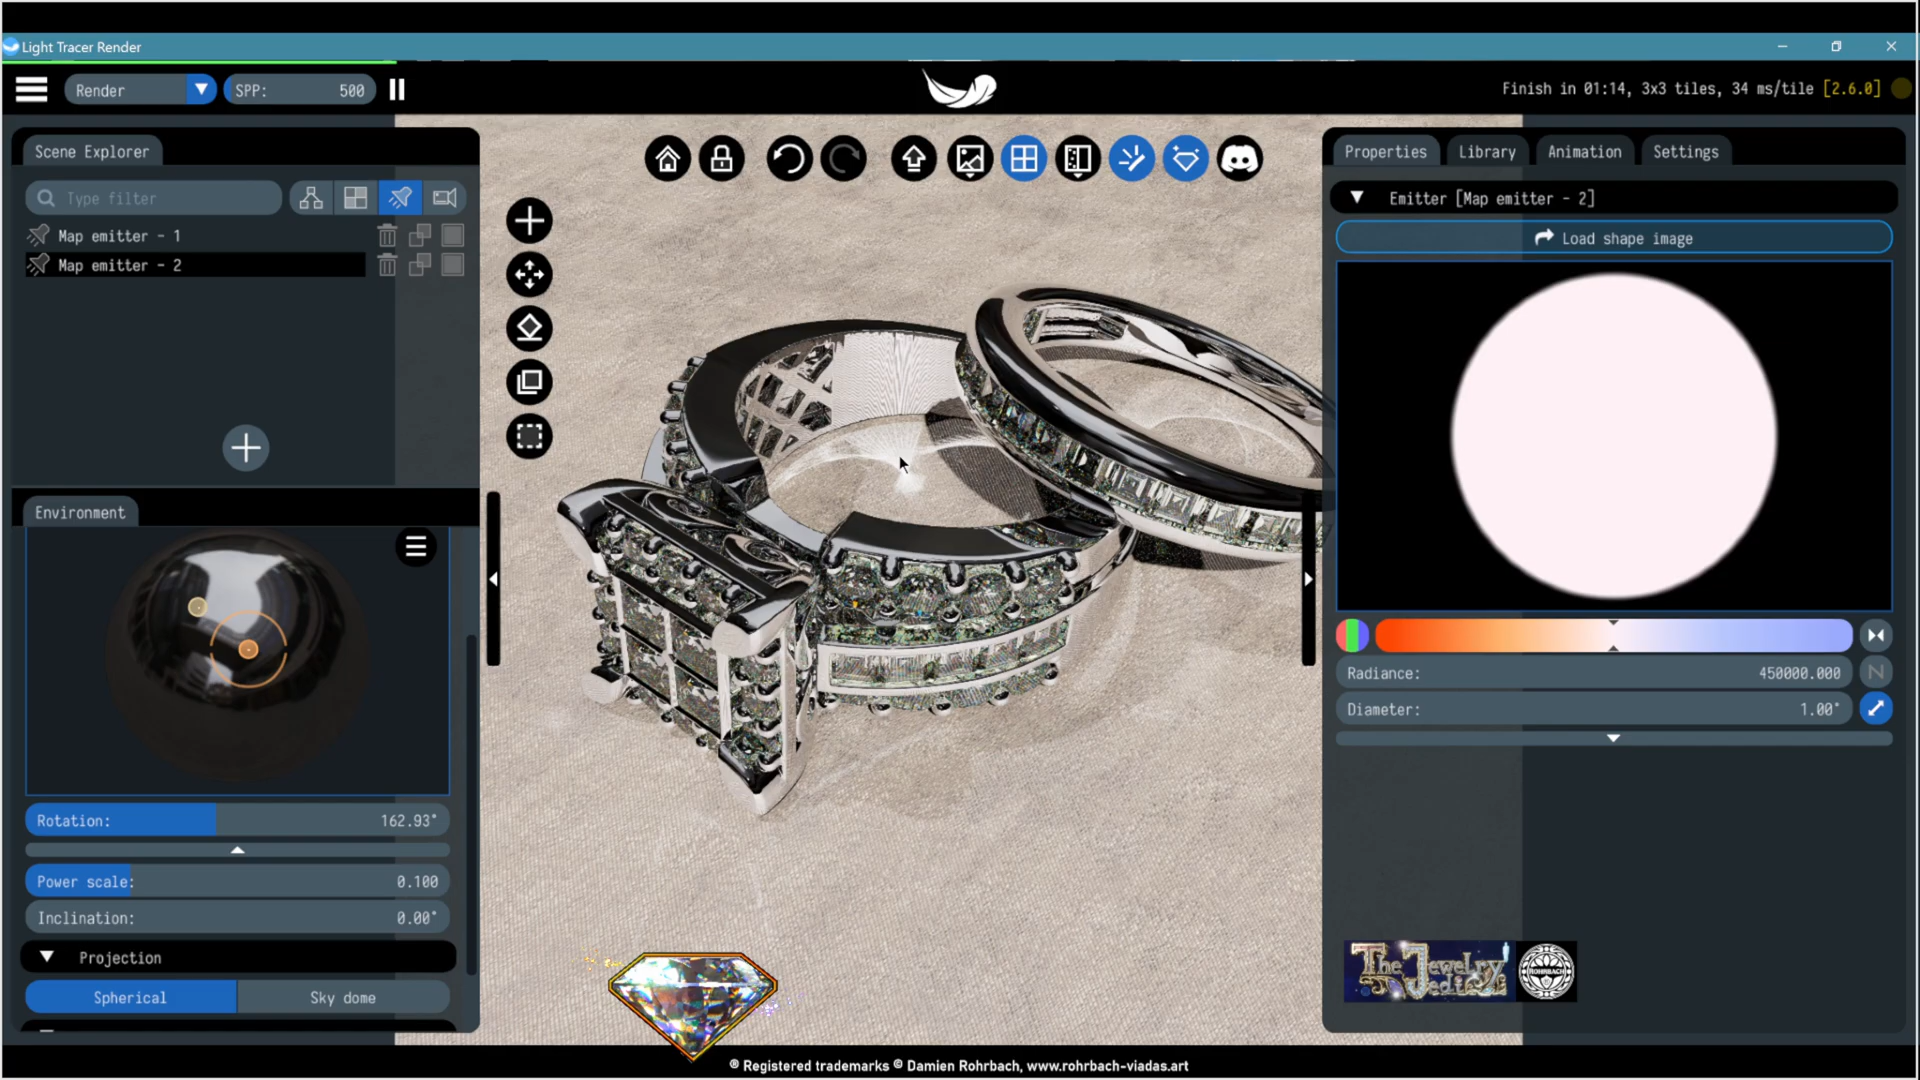 Light Tracer Render
Render
SPP: 500
Finish in 01:14, 3x3 tiles, 34 ms/tile [2.6.0]
Scene Explorer
Type filter
Map emitter - 1
Map emitter - 2
Environment
Rotation: 162.93°
Power scale: 0.100
Inclination: 0.00°
Projection
Spherical Sky dome
Properties Library Animation Settings
Emitter [Map emitter - 2]
Load shape image
Radiance: 450000.000 N
Diameter: 1.00°
The Jewelry
Jedi
ROHRBACH
® Registered trademarks © Damien Rohrbach, www.rohrbach-viadas.art